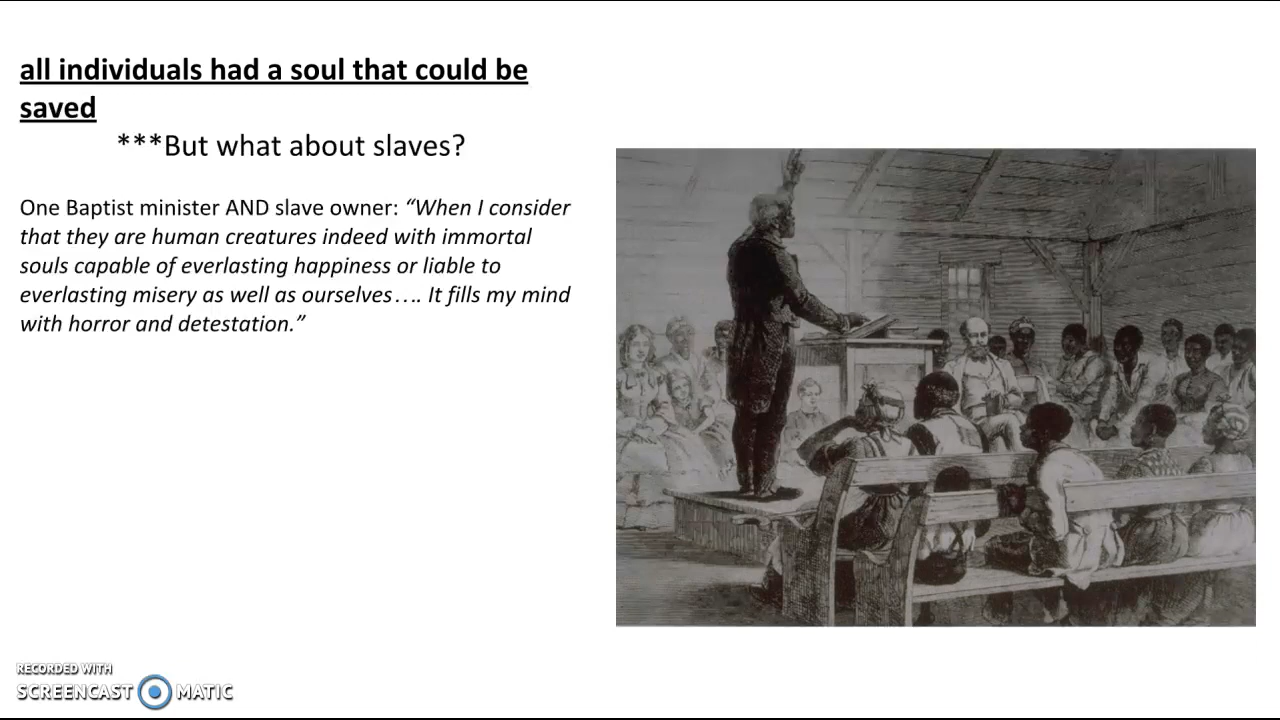 all individuals had a soul that could be
saved
***But what about slaves?
One Baptist minister AND slave owner: “When I consider
that they are human creatures indeed with immortal
souls capable of everlasting happiness or liable to
everlasting misery as well as ourselves…. It fills my mind
with horror and detestation.”
RECORDED WITH
SCREENCAST MATIC